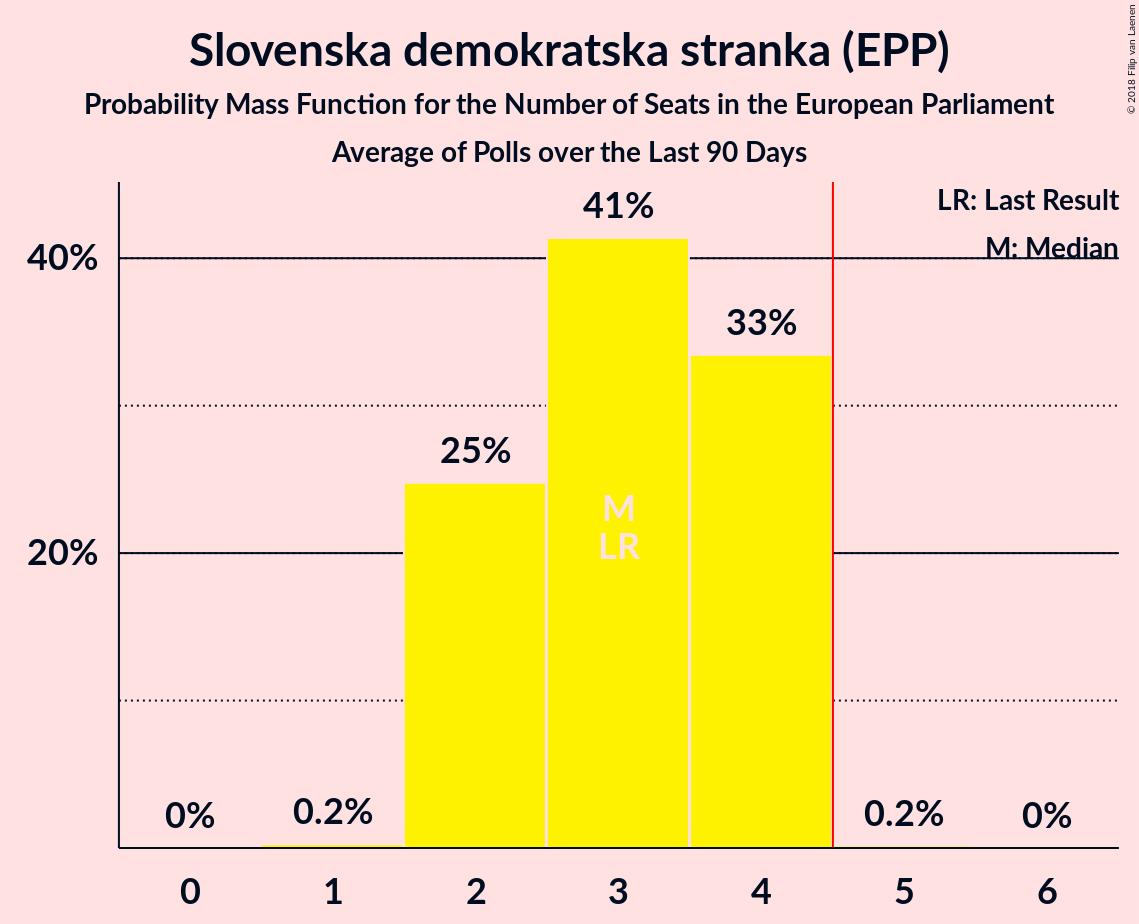 Slovenska demokratska stranka (EPP)
Probability Mass Function for the Number of Seats in the European Parliament
Average of Polls over the Last 90 Days
© 2018 Filip van Laenen
LR: Last Result
M: Median
40%
20%
0%
0.2%
25%
41%
33%
0.2%
0%
M
LR
0 1 2 3 4 5 6